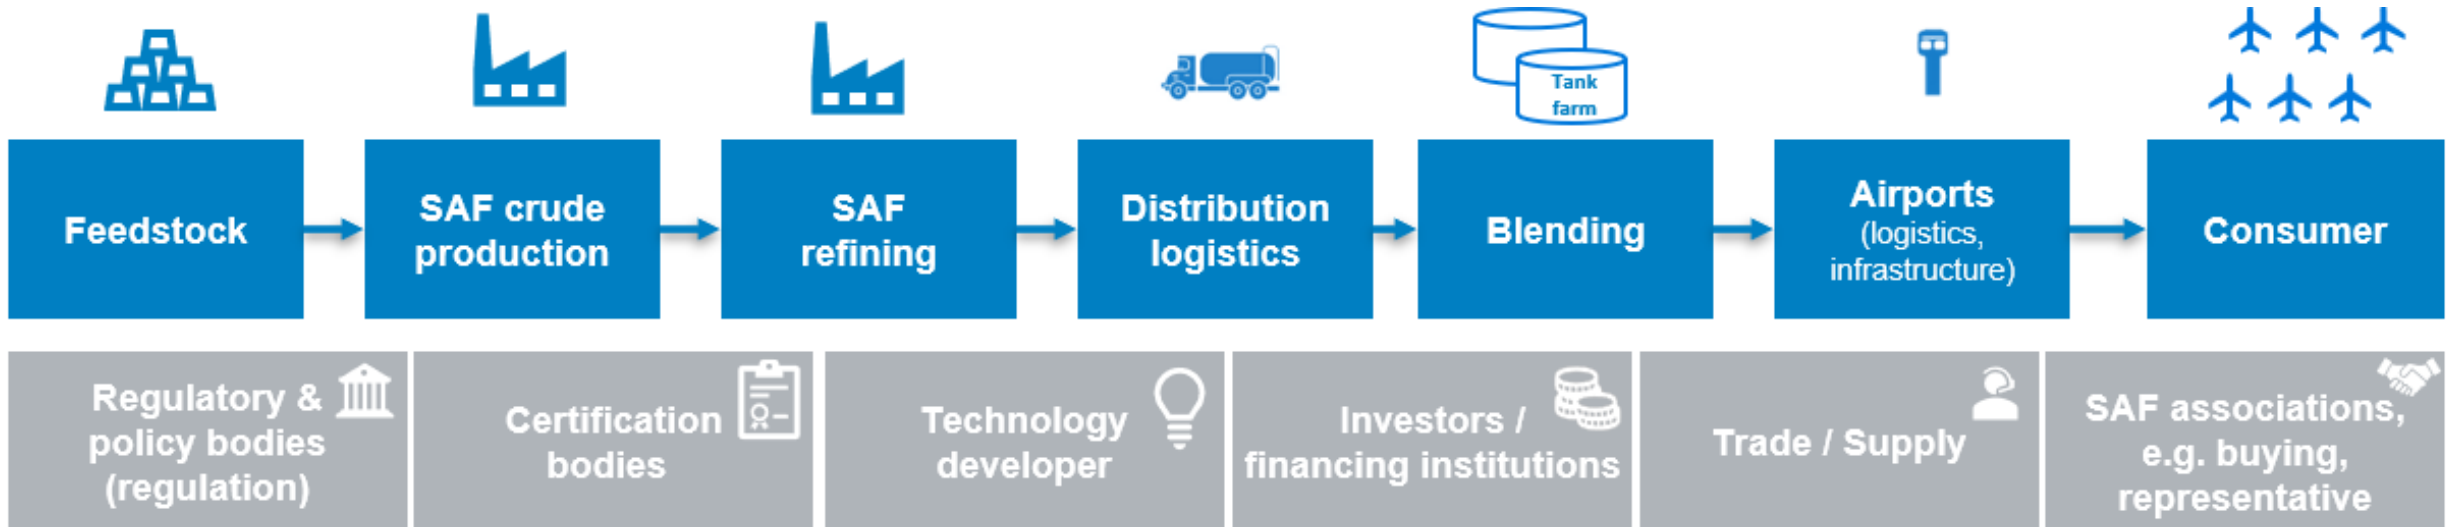 Tank
farm
Feedstock
SAF crude
production
SAF
refining
Distribution
logistics
Blending
Airports
(logistics,
infrastructure)
Consumer
Regulatory &
policy bodies
(regulation)
Certification
bodies
Technology
developer
Investors /
financing institutions
Trade / Supply
SAF associations,
e.g. buying,
representative